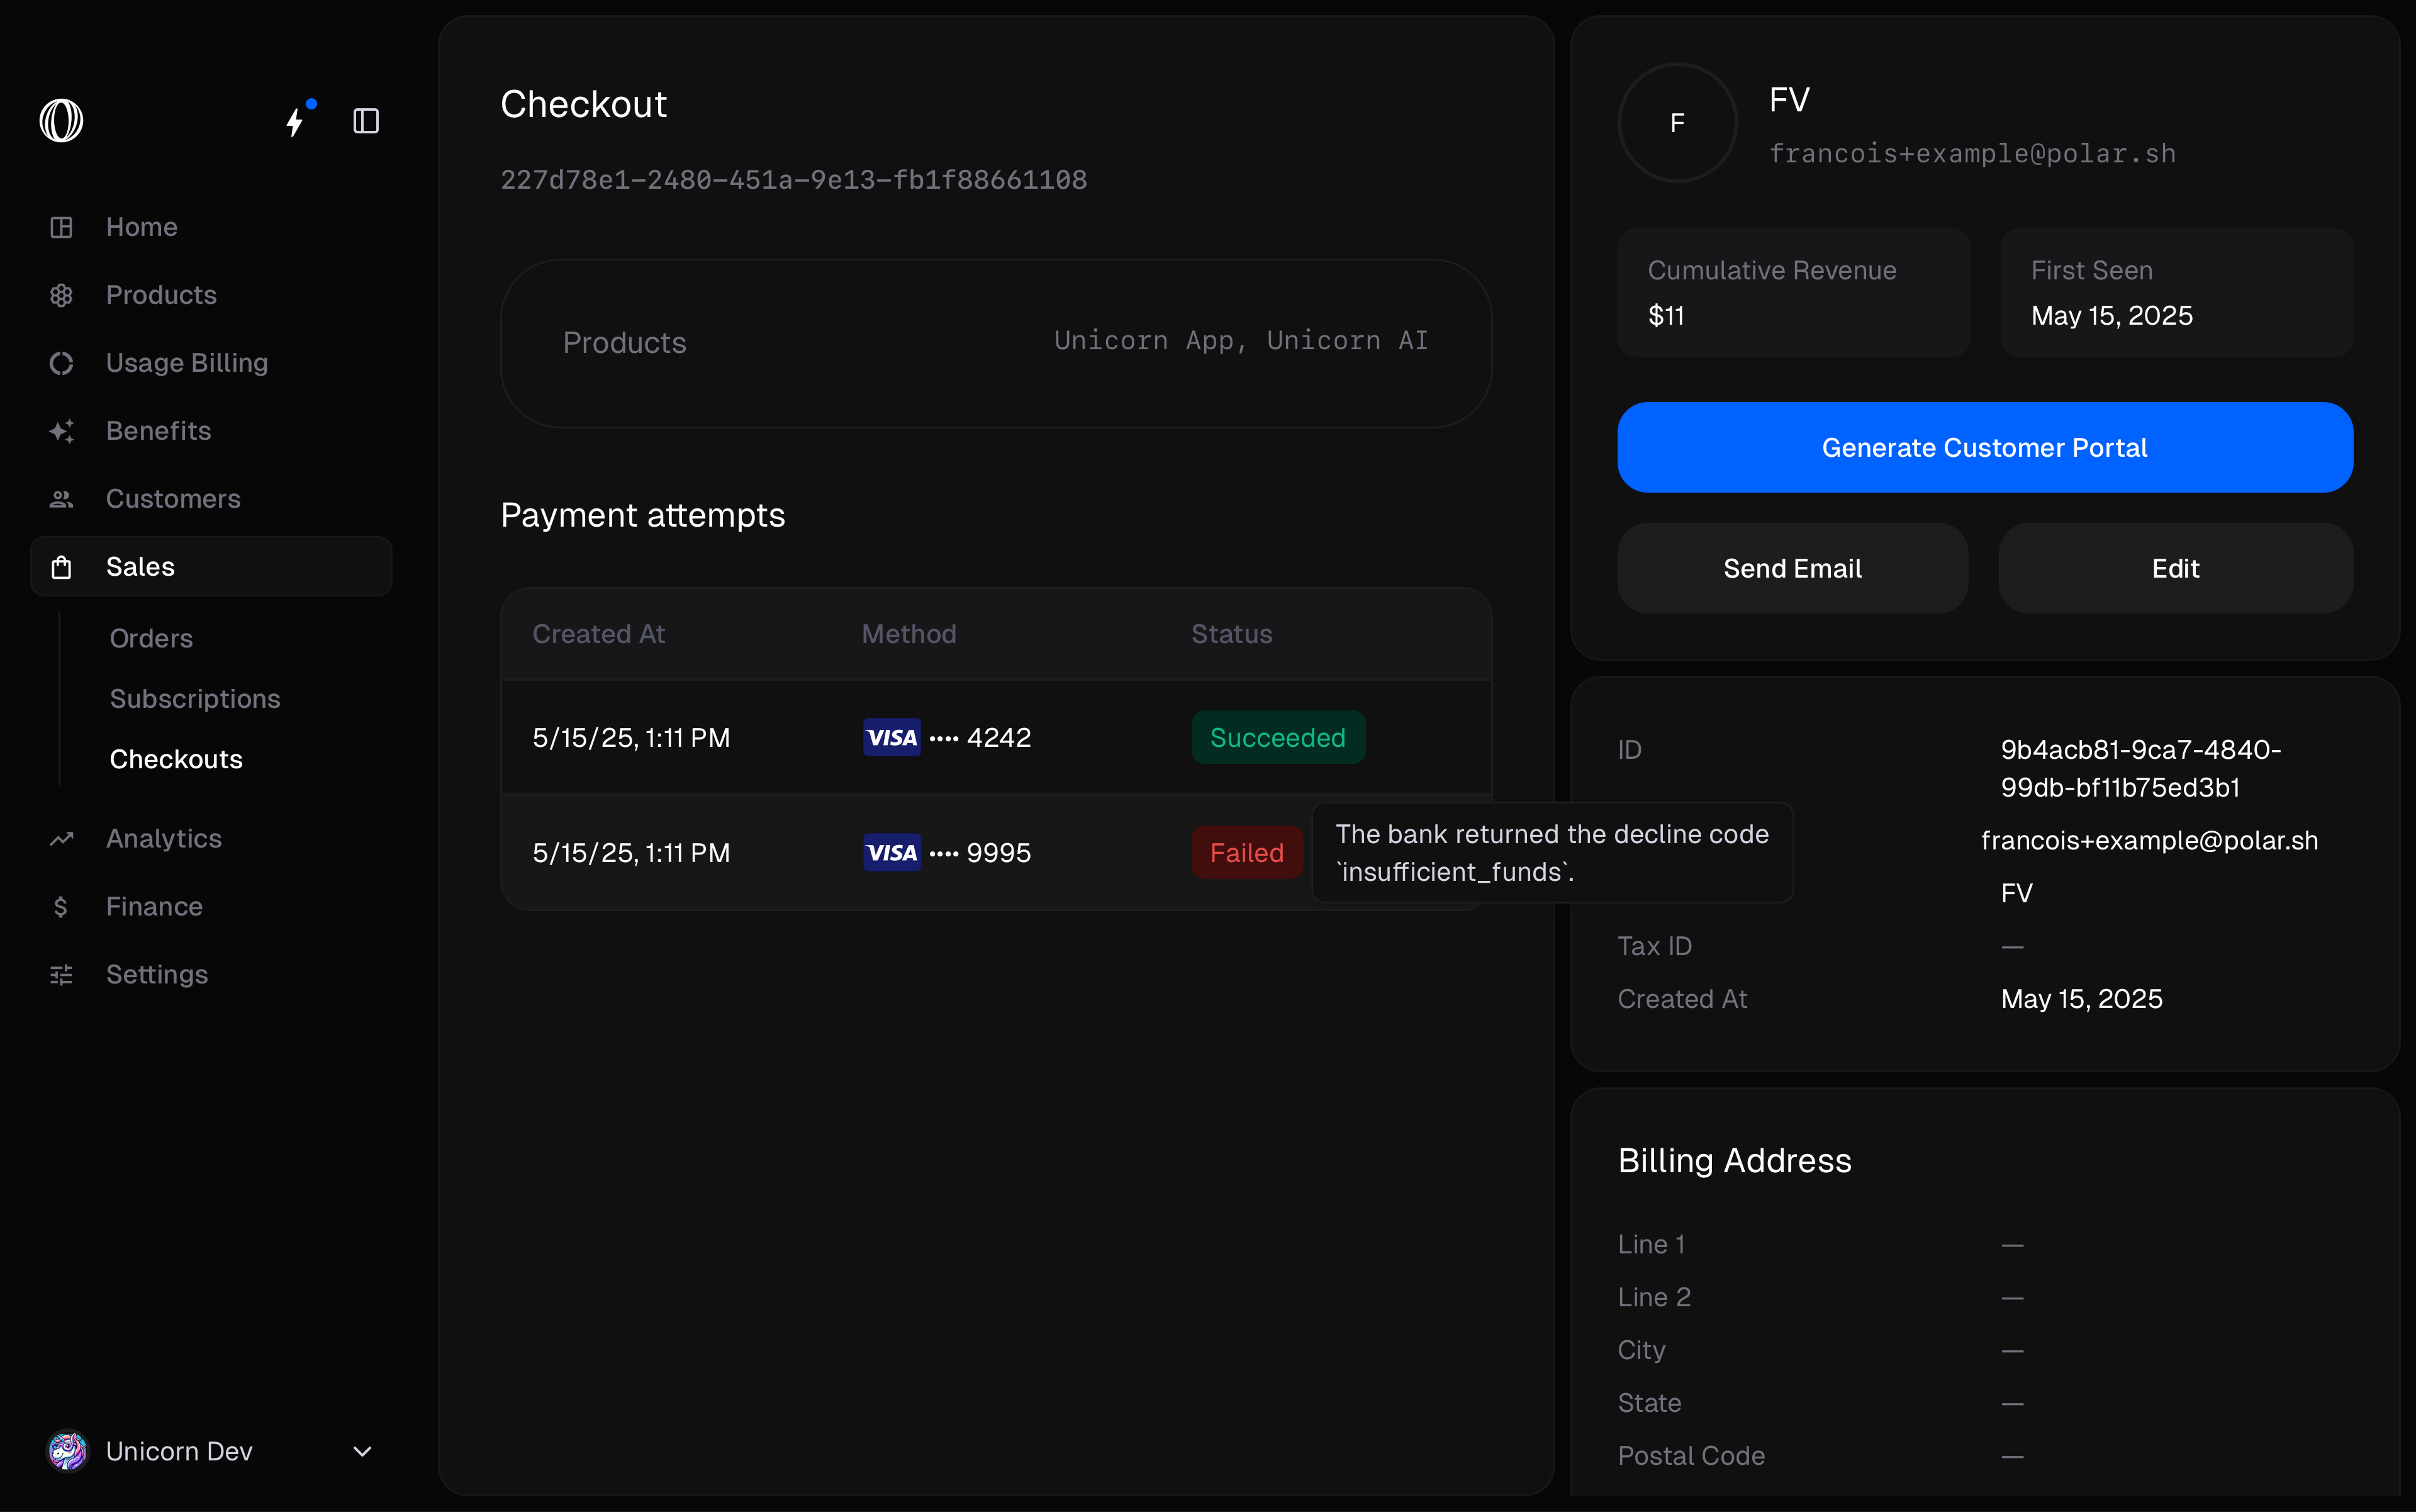 Home
Products
Usage Billing
Benefits
Customers
Sales
Orders
Subscriptions
Checkouts
Analytics
Finance
Settings
Unicorn Dev
Checkout
227d78e1-2480-451a-9e13-fb1f88661108
Products Unicorn App, Unicorn AI
Payment attempts
Created At Method Status
5/15/25, 1:11 PM VISA •••• 4242 Succeeded
5/15/25, 1:11 PM VISA •••• 9995 Failed
The bank returned the decline code
`insufficient_funds`.
F
FV
francois+example@polar.sh
Cumulative Revenue
$11
First Seen
May 15, 2025
Generate Customer Portal
Send Email
Edit
ID 9b4acb81-9ca7-4840-
99db-bf11b75ed3b1
francois+example@polar.sh
FV
Tax ID —
Created At May 15, 2025
Billing Address
Line 1 —
Line 2 —
City —
State —
Postal Code —